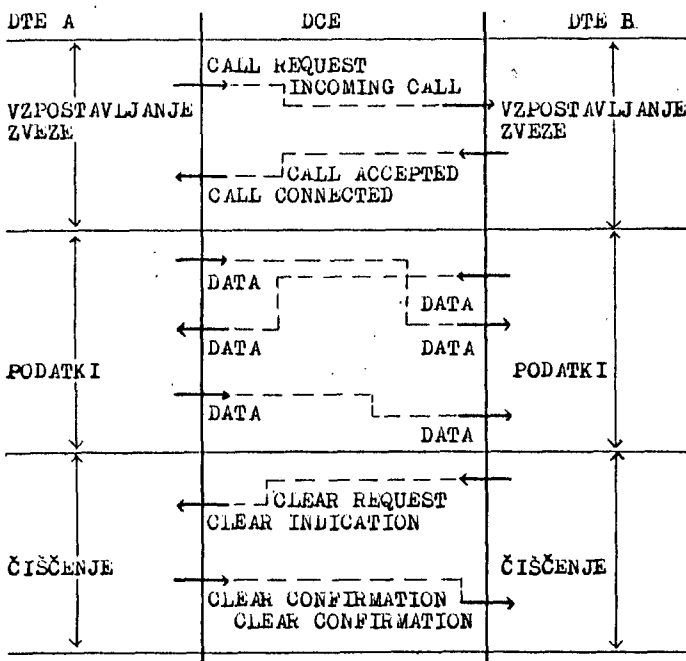 DTE A DCE DTE B
CALL REQUEST
INCOMING CALL
VZPOSTAVLJANJE ZVEZE
VZPOSTAVLJANJE ZVEZE
CALL ACCEPTED
CALL CONNECTED
DATA
DATA
DATA DATA
PODATKI PODATKI
DATA
DATA
CLEAR REQUEST
CLEAR INDICATION
ČIŠČENJE ČIŠČENJE
CLEAR CONFIRMATION
CLEAR CONFIRMATION